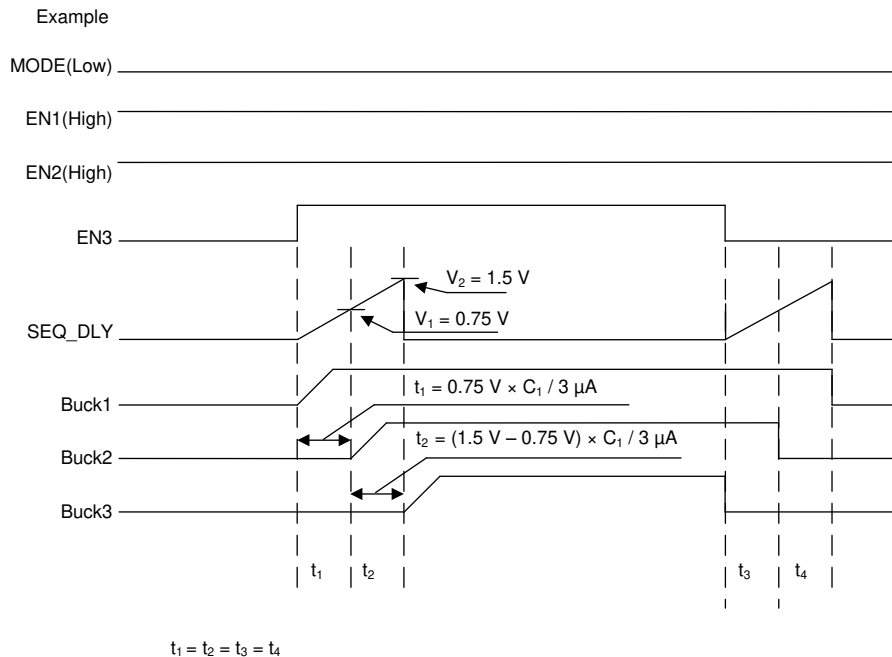 Example
MODE(Low)
EN1(High)
EN2(High)
EN3
V₂ = 1.5 V
V₁ = 0.75 V
SEQ_DLY
t₁ = 0.75 V × C₁ / 3 µA
Buck1
t₂ = (1.5 V – 0.75 V) × C₁ / 3 µA
Buck2
Buck3
t₁ t₂ t₃ t₄
t₁ = t₂ = t₃ = t₄